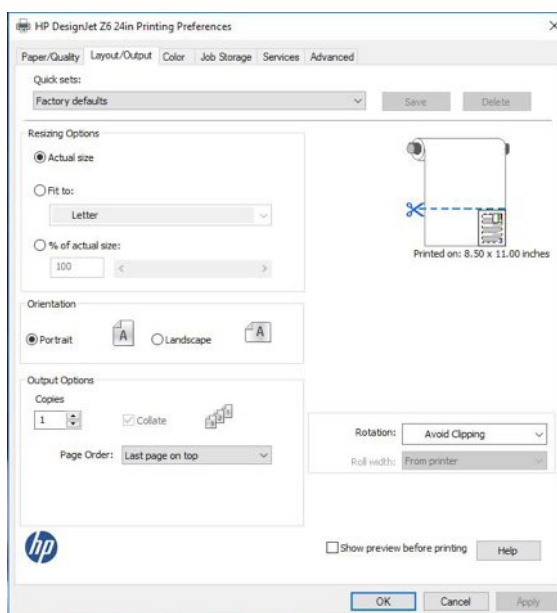 HP DesignJet Z6 24in Printing Preferences
Paper/Quality Layout/Output Color Job Storage Services Advanced
Quick sets:
Factory defaults Save Delete
Resizing Options
Actual size
Fit to:
Letter
% of actual size:
100
Printed on: 8.50 x 11.00 inches
Orientation
Portrait A Landscape A
Output Options
Copies
1 Collate
Page Order: Last page on top
Rotation: Avoid Clipping
Roll width: From printer
hp
Show preview before printing Help
OK Cancel Apply